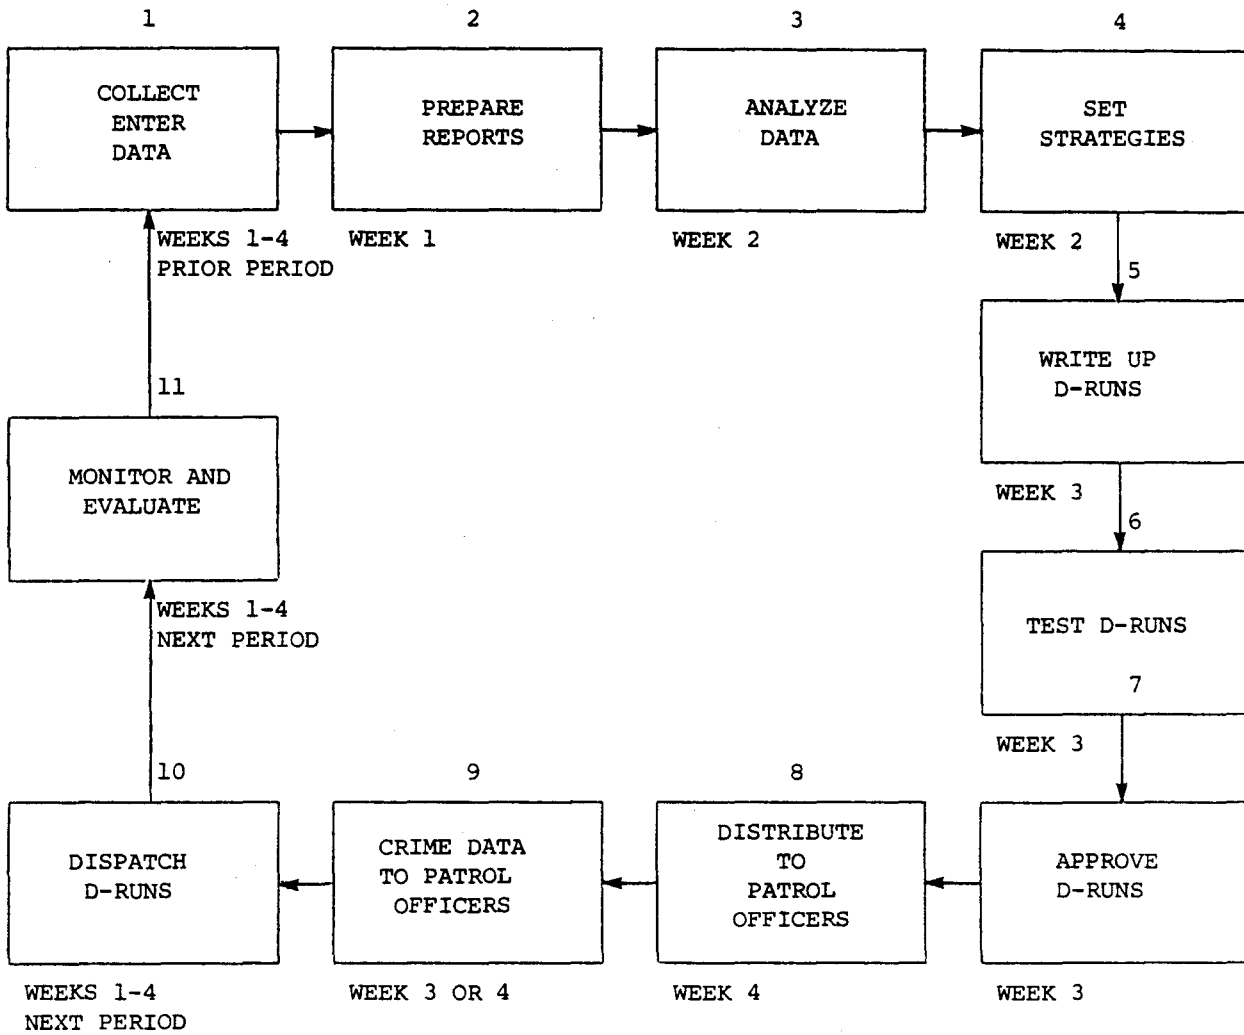 1
COLLECT
ENTER
DATA
WEEKS 1-4
PRIOR PERIOD
2
PREPARE
REPORTS
WEEK 1
3
ANALYZE
DATA
WEEK 2
4
SET
STRATEGIES
WEEK 2
5
WRITE UP
D-RUNS
WEEK 3
6
TEST D-RUNS
WEEK 3
7
APPROVE
D-RUNS
WEEK 3
8
DISTRIBUTE
TO
PATROL
OFFICERS
WEEK 4
9
CRIME DATA
TO PATROL
OFFICERS
WEEK 3 OR 4
10
DISPATCH
D-RUNS
WEEKS 1-4
NEXT PERIOD
11
MONITOR AND
EVALUATE
WEEKS 1-4
NEXT PERIOD